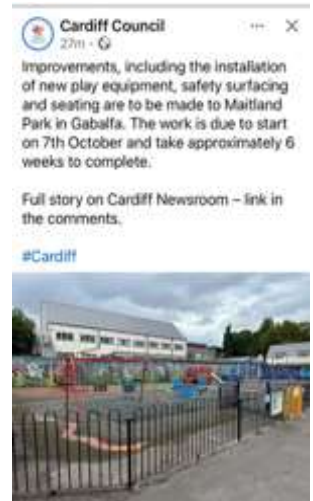 Cardiff Council
27m
Improvements, including the installation
of new play equipment, safety surfacing
and seating are to be made to Maitland
Park in Gabalfa. The work is due to start
on 7th October and take approximately 6
weeks to complete.
Full story on Cardiff Newsroom – link in
the comments.
#Cardiff